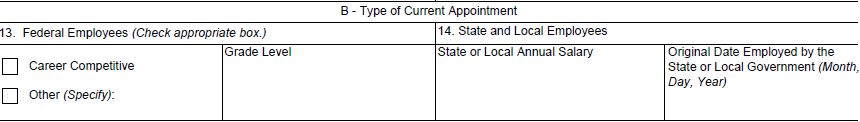 B - Type of Current Appointment
13. Federal Employees (Check appropriate box.)
14. State and Local Employees
Career Competitive
Other (Specify):
Grade Level
State or Local Annual Salary
Original Date Employed by the
State or Local Government (Month,
Day, Year)